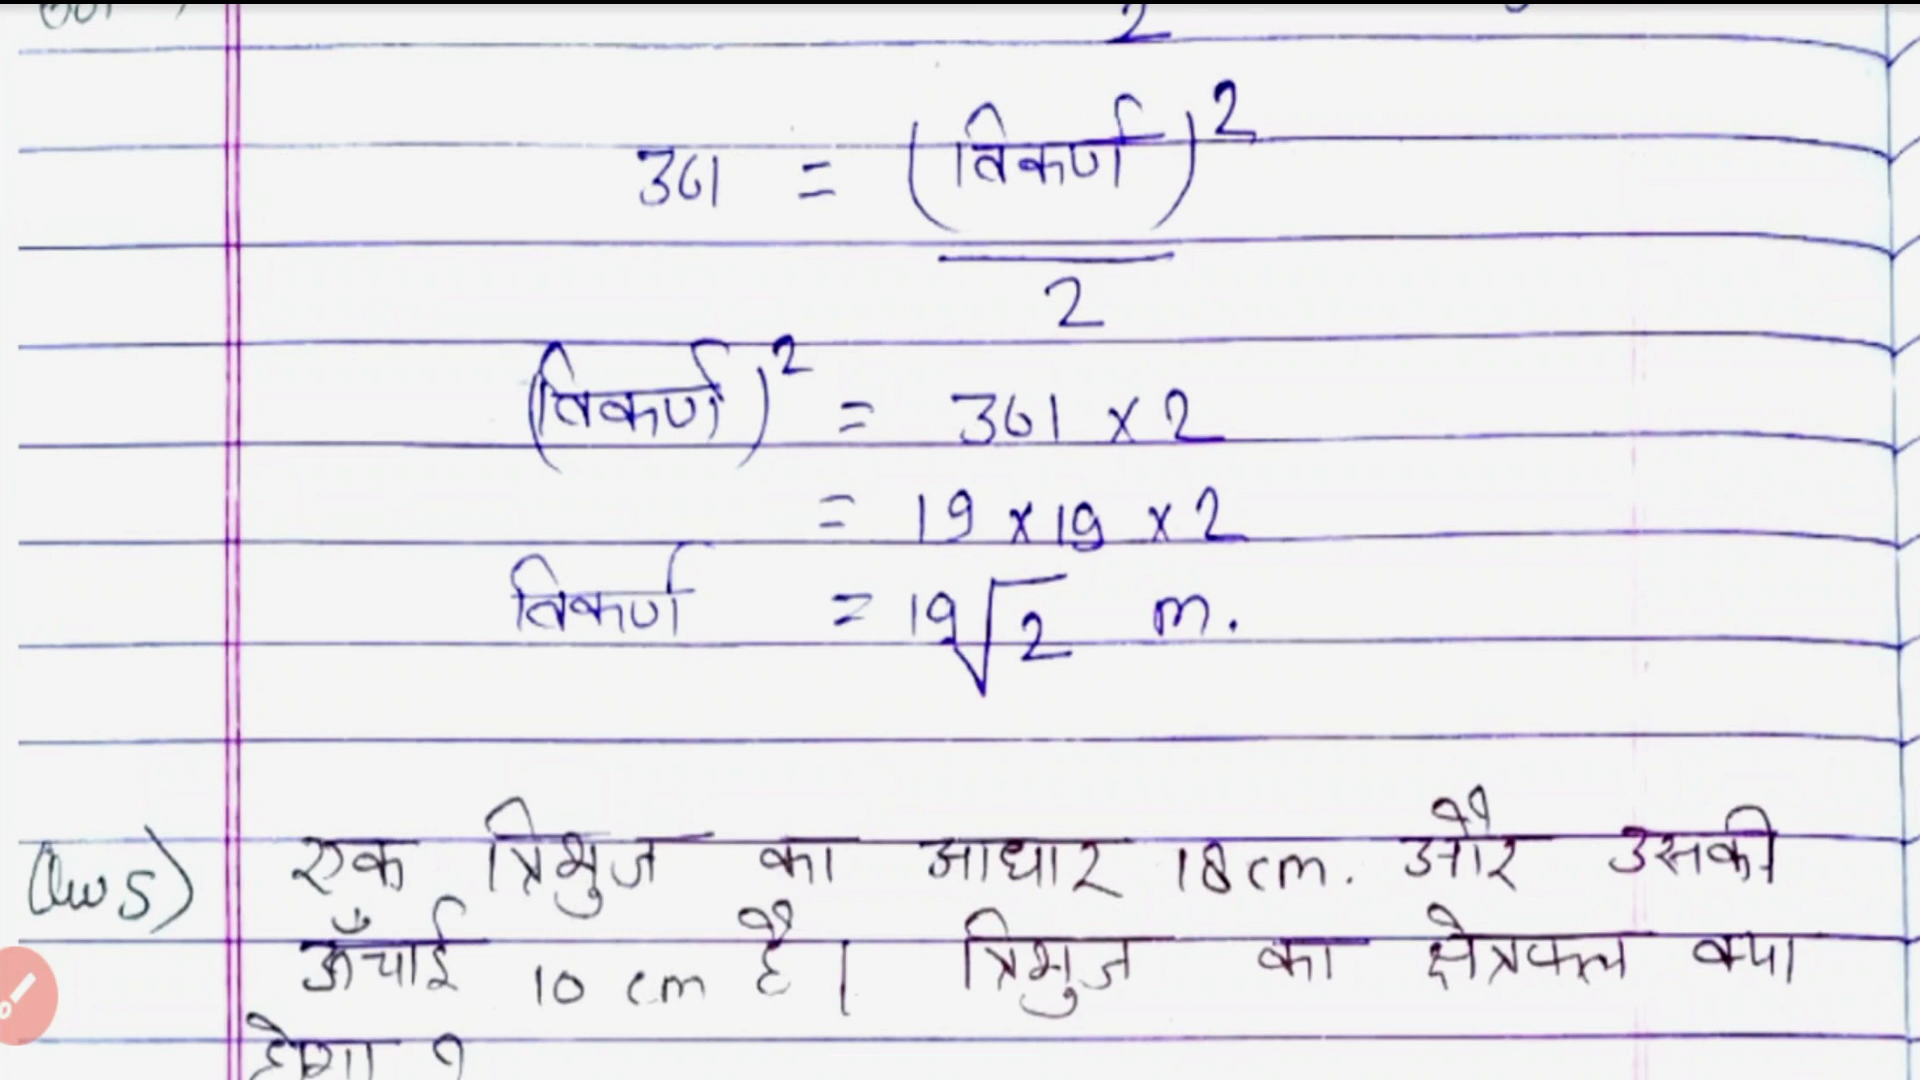 2
361 = (विकर्ण)²
2
(विकर्ण)² = 361 × 2
= 19 × 19 × 2
विकर्ण = 19√2 m.
Qus 5) एक त्रिभुज का आधार 18 cm. और उसकी
ऊँचाई 10 cm है। त्रिभुज का क्षेत्रफल क्या
होगा ?